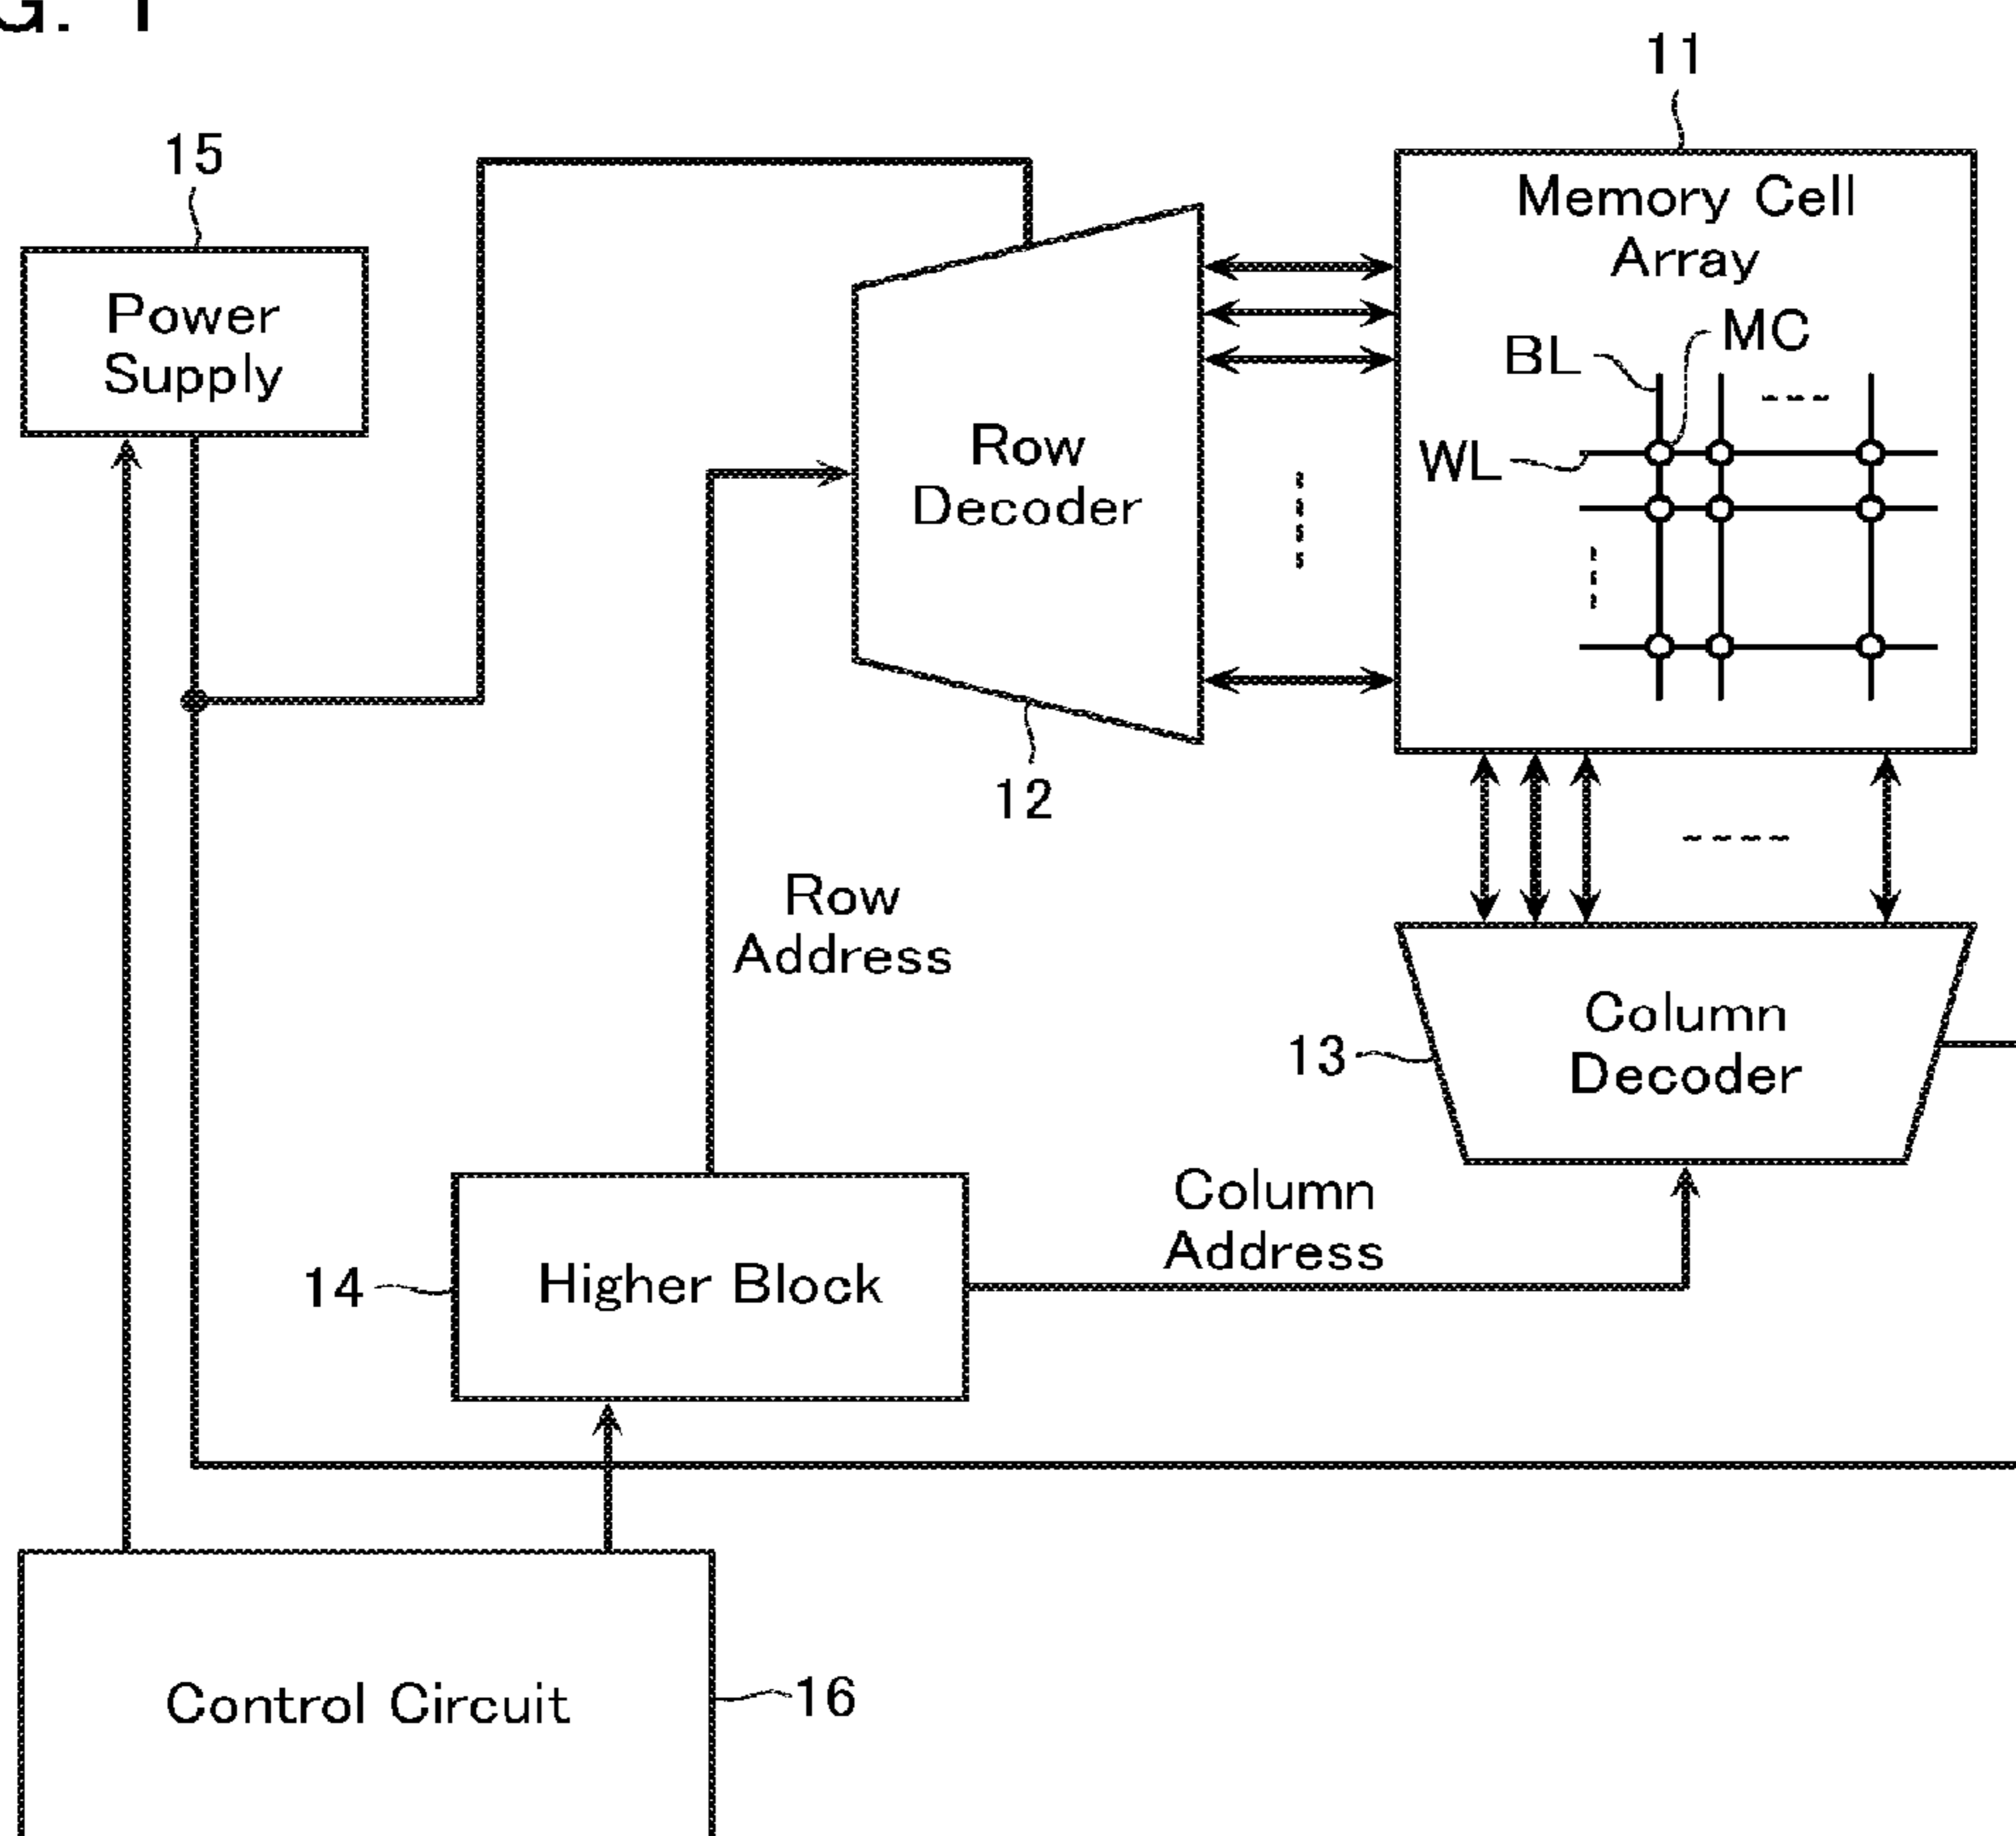 G. 1
11
15
Memory Cell
Array
Power
Supply
BL
MC
WL
Row
Decoder
12
Row
Address
Column
Decoder
13
Column
Address
14
Higher Block
Control Circuit
16